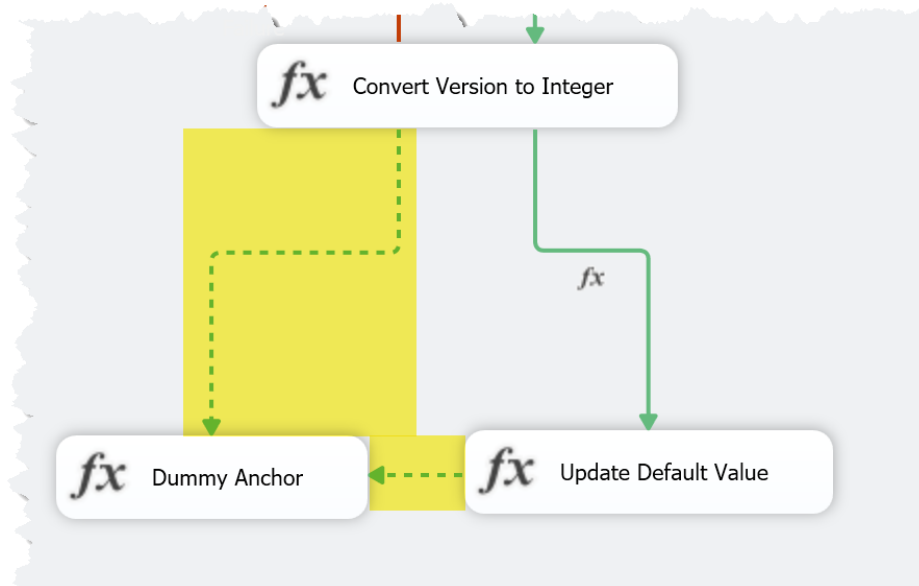 fx Convert Version to Integer
fx
fx Dummy Anchor
fx Update Default Value